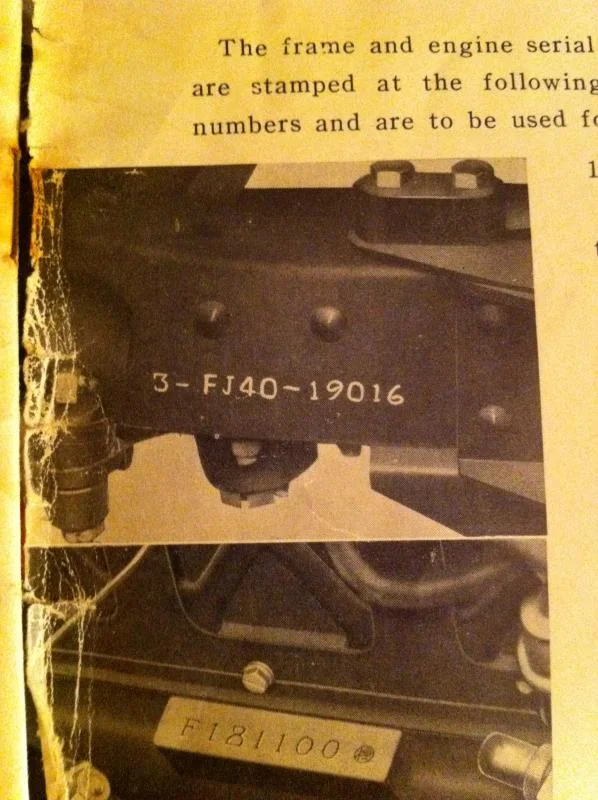 The frame and engine serial
are stamped at the following
numbers and are to be used fo
1
3-FJ40-19016
F181100